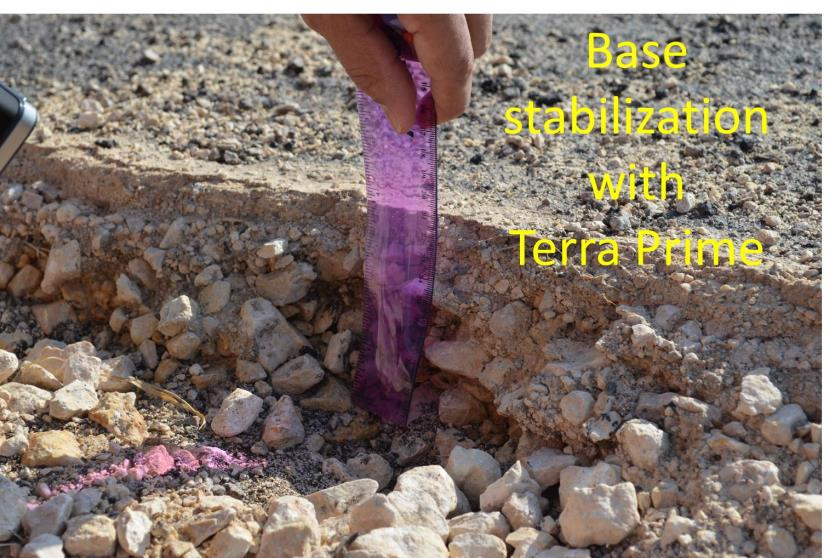 Base
stabilization
with
Terra Prime